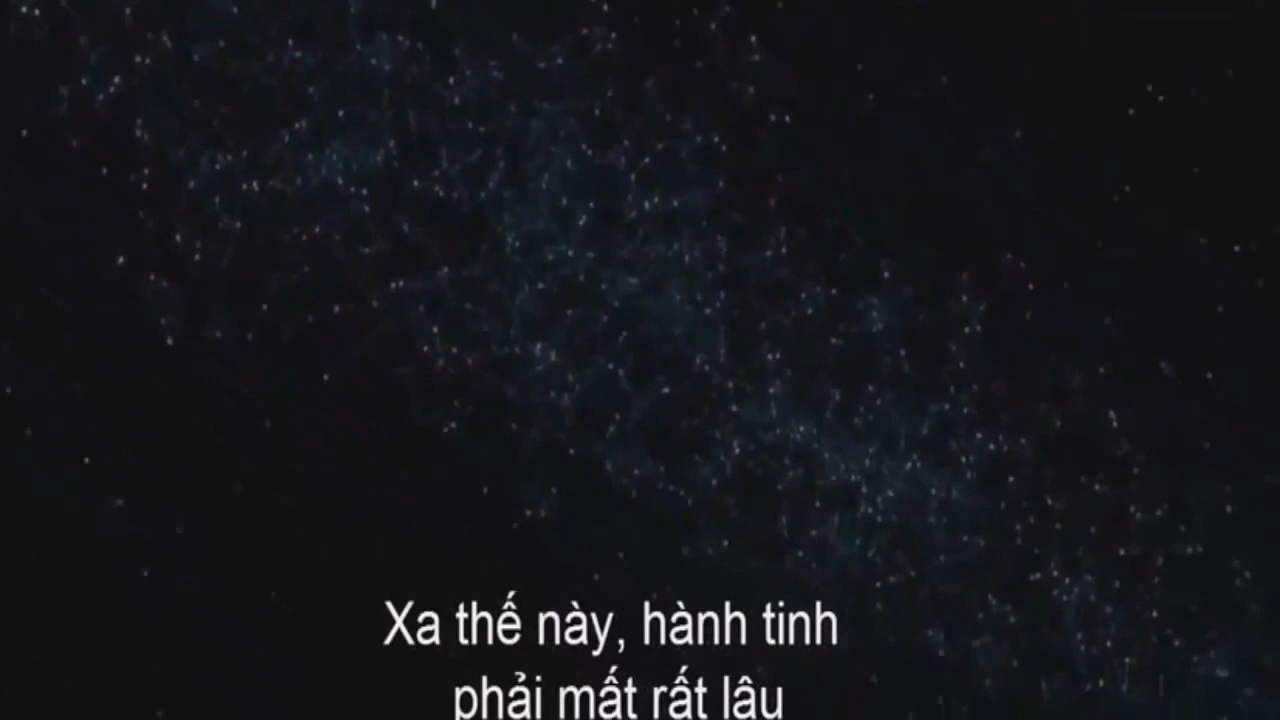 Xa thế này, hành tinh
phải mất rất lâu